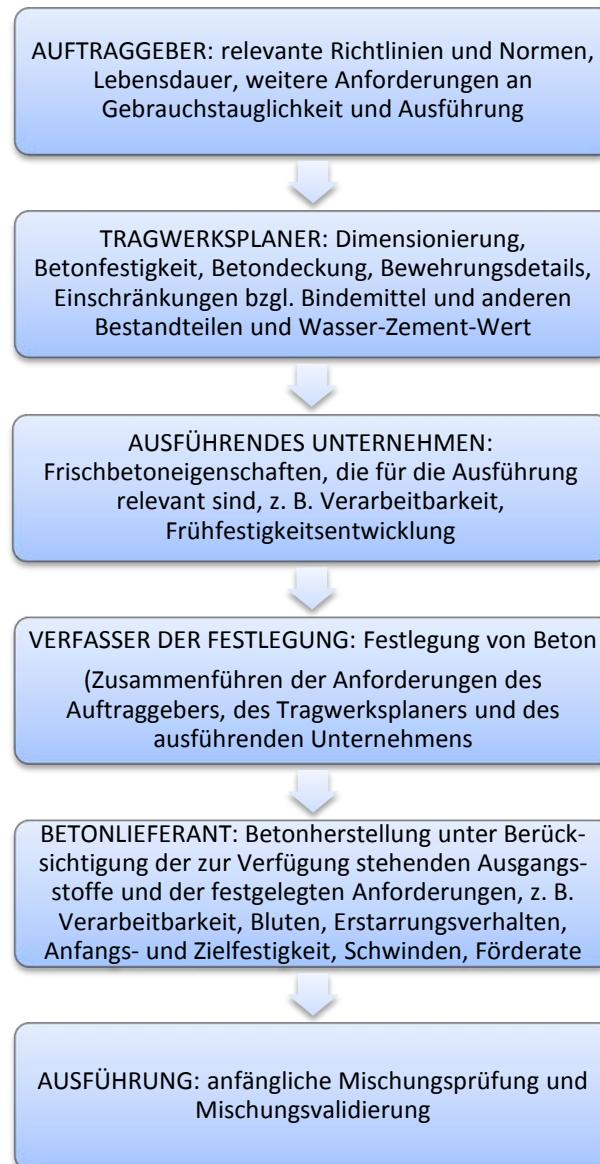 AUFTRAGGEBER: relevante Richtlinien und Normen,
Lebensdauer, weitere Anforderungen an
Gebrauchstauglichkeit und Ausführung
TRAGWERKSPLANER: Dimensionierung,
Betonfestigkeit, Betondeckung, Bewehrungsdetails,
Einschränkungen bzgl. Bindemittel und anderen
Bestandteilen und Wasser-Zement-Wert
AUSFÜHRENDES UNTERNEHMEN:
Frischbetoneigenschaften, die für die Ausführung
relevant sind, z. B. Verarbeitbarkeit,
Frühfestigkeitsentwicklung
VERFASSER DER FESTLEGUNG: Festlegung von Beton
(Zusammenführen der Anforderungen des
Auftraggebers, des Tragwerksplaners und des
ausführenden Unternehmens
BETONLIEFERANT: Betonherstellung unter Berück-
sichtigung der zur Verfügung stehenden Ausgangs-
stoffe und der festgelegten Anforderungen, z. B.
Verarbeitbarkeit, Bluten, Erstarrungsverhalten,
Anfangs- und Zielfestigkeit, Schwinden, Förderate
AUSFÜHRUNG: anfängliche Mischungsprüfung und
Mischungsvalidierung